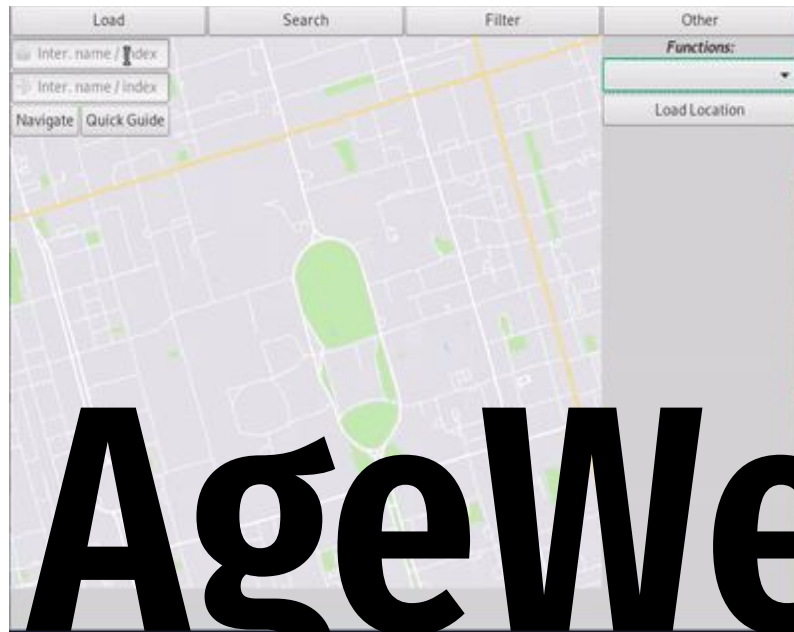 Load Search Filter Other
Inter. name / index Functions:
Inter. name / index
Navigate Quick Guide Load Location
AgeWe